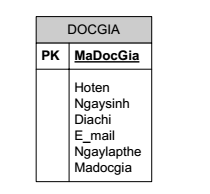 DOCGIA
PK MaDocGia
Hoten
Ngaysinh
Diachi
E_mail
Ngaylapthe
Madocgia